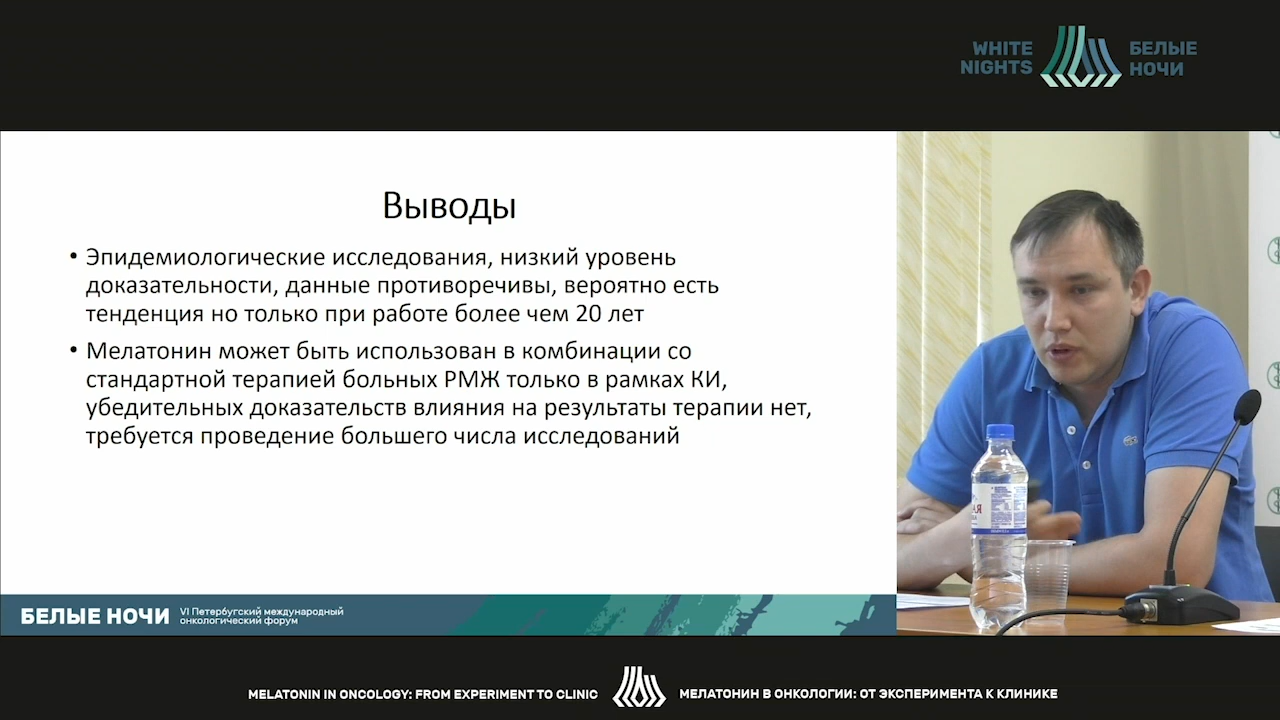 WHITE
NIGHTS
БЕЛЫЕ
НОЧИ
Выводы
• Эпидемиологические исследования, низкий уровень
доказательности, данные противоречивы, вероятно есть
тенденция но только при работе более чем 20 лет
• Мелатонин может быть использован в комбинации со
стандартной терапией больных РМЖ только в рамках КИ,
убедительных доказательств влияния на результаты терапии нет,
требуется проведение большего числа исследований
БЕЛЫЕ НОЧИ
VI Петербургский международный
онкологический форум
MELATONIN IN ONCOLOGY: FROM EXPERIMENT TO CLINIC
МЕЛАТОНИН В ОНКОЛОГИИ: ОТ ЭКСПЕРИМЕНТА К КЛИНИКЕ